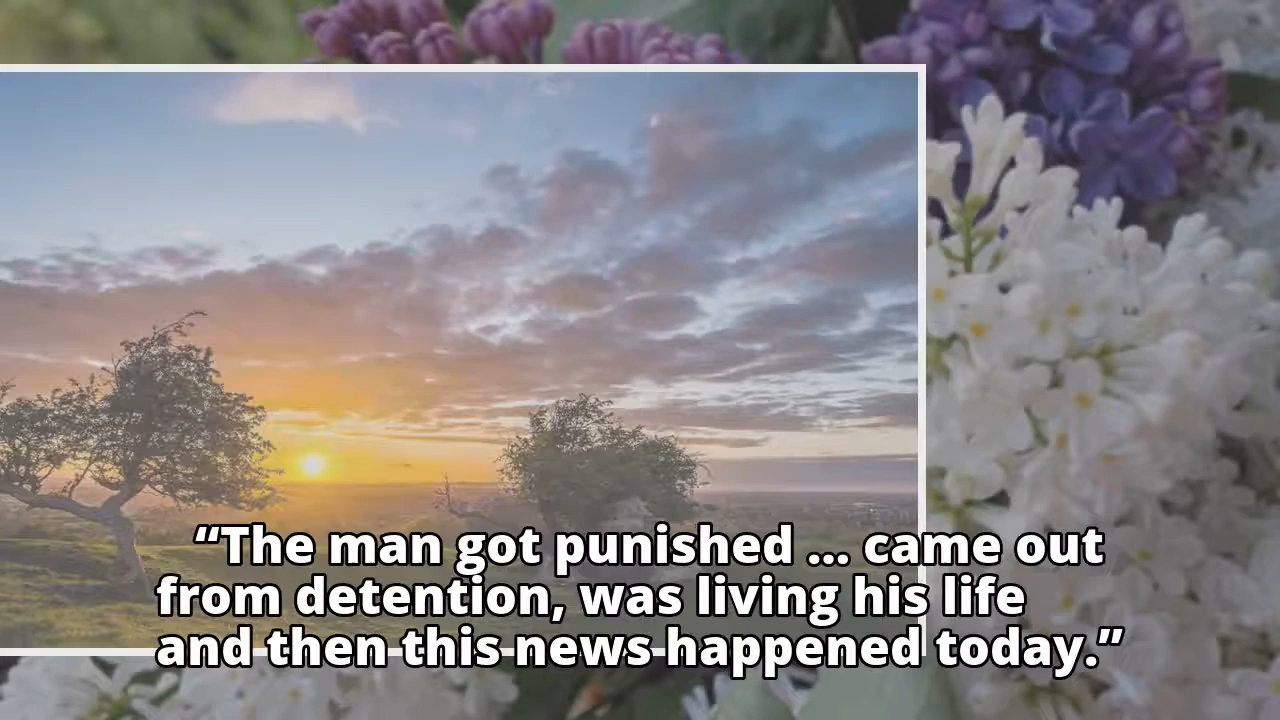 “The man got punished ... came out
from detention, was living his life
and then this news happened today.”